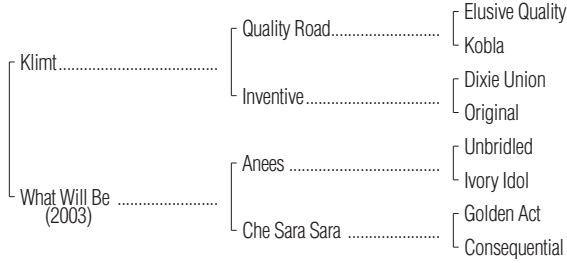 Elusive Quality
Quality Road..............................
Kobla
Klimt............................................
Dixie Union
Inventive.....................................
Original
Unbridled
Anees ..........................................
Ivory Idol
What Will Be ............................
(2003)
Golden Act
Che Sara Sara .........................
Consequential